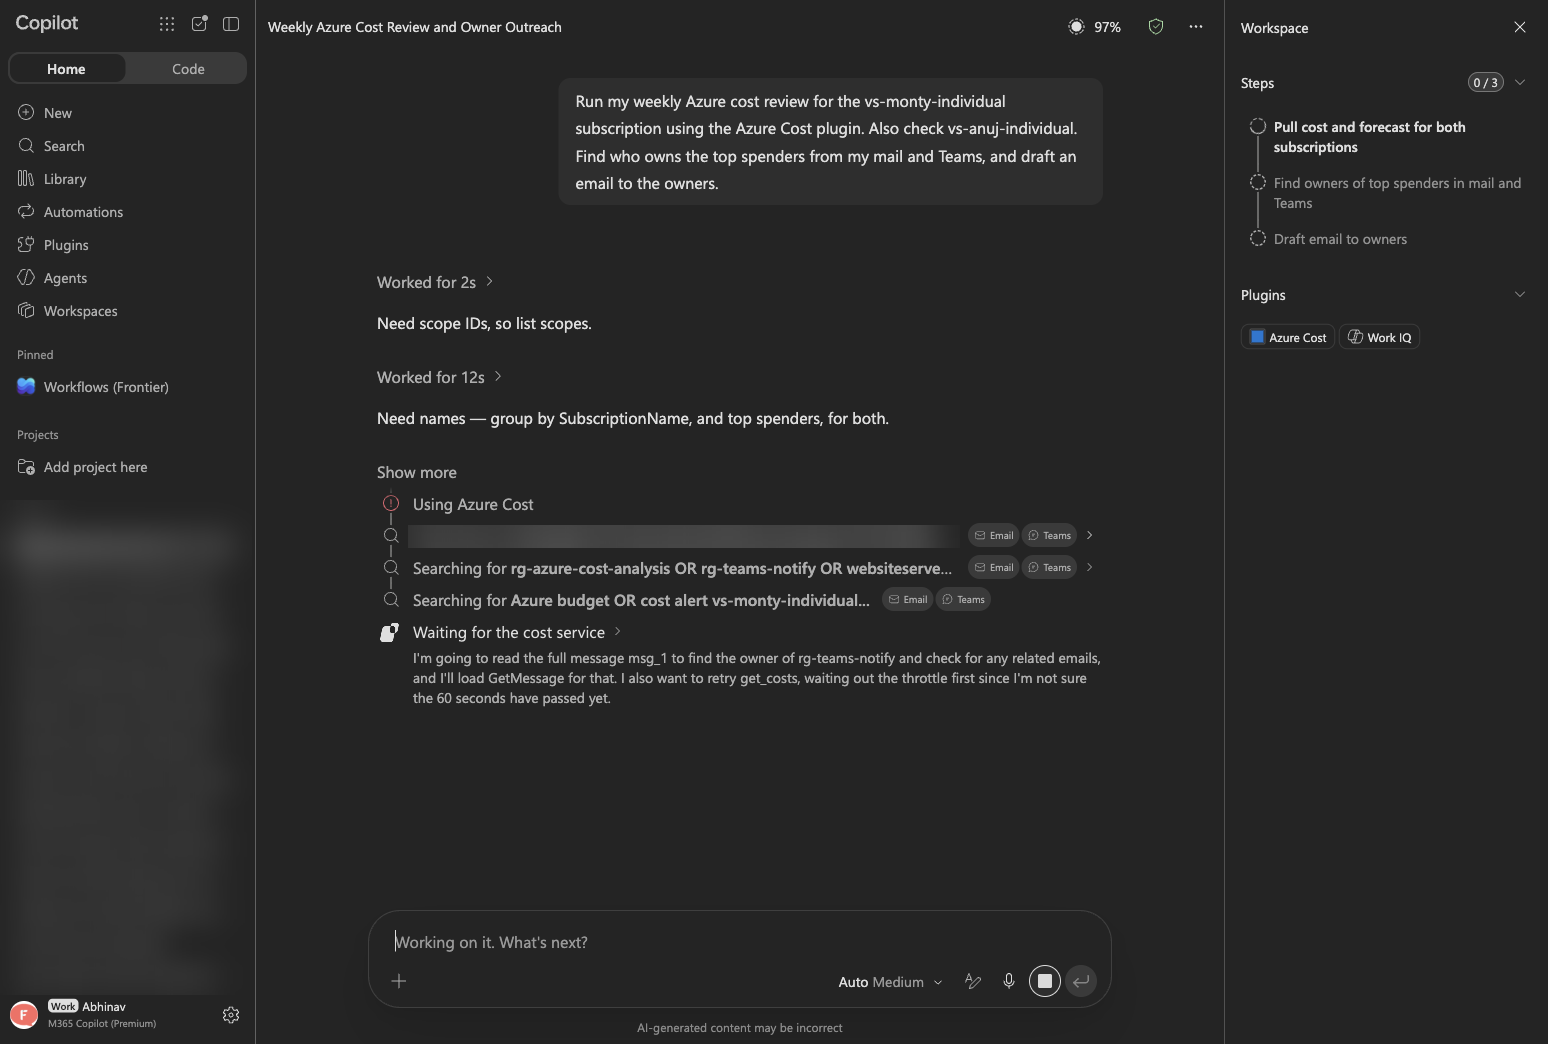 Copilot
Home
Code
New
Search
Library
Automations
Plugins
Agents
Workspaces
Pinned
Workflows (Frontier)
Projects
Add project here
F
Work Abhinav
M365 Copilot (Premium)
Weekly Azure Cost Review and Owner Outreach
97%
Run my weekly Azure cost review for the vs-monty-individual
subscription using the Azure Cost plugin. Also check vs-anuj-individual.
Find who owns the top spenders from my mail and Teams, and draft an
email to the owners.
Worked for 2s
Need scope IDs, so list scopes.
Worked for 12s
Need names — group by SubscriptionName, and top spenders, for both.
Show more
Using Azure Cost
Email Teams
Searching for rg-azure-cost-analysis OR rg-teams-notify OR websiteserve... Email Teams
Searching for Azure budget OR cost alert vs-monty-individual... Email Teams
Waiting for the cost service
I'm going to read the full message msg_1 to find the owner of rg-teams-notify and check for any related emails,
and I'll load GetMessage for that. I also want to retry get_costs, waiting out the throttle first since I'm not sure
the 60 seconds have passed yet.
Working on it. What's next?
Auto Medium
AI-generated content may be incorrect
Workspace
Steps
0 / 3
Pull cost and forecast for both
subscriptions
Find owners of top spenders in mail and
Teams
Draft email to owners
Plugins
Azure Cost
Work IQ